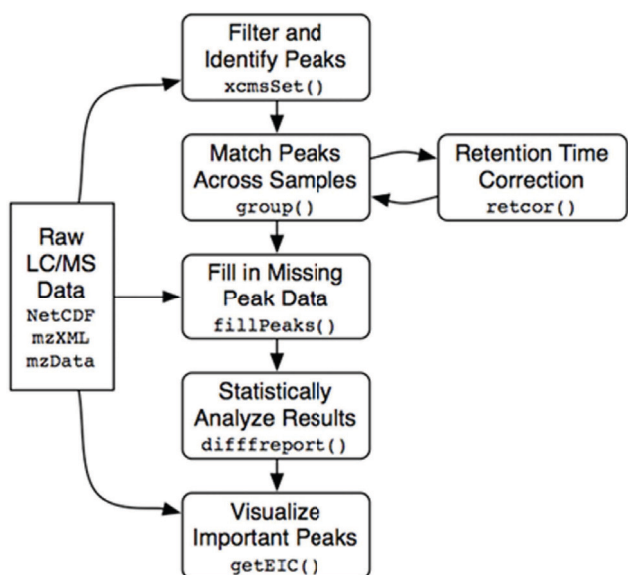 Filter and
Identify Peaks
xcmsSet()
Match Peaks
Across Samples
group()
Retention Time
Correction
retcor()
Raw
LC/MS
Data
NetCDF
mzXML
mzData
Fill in Missing
Peak Data
fillPeaks()
Statistically
Analyze Results
difffreport()
Visualize
Important Peaks
getEIC()